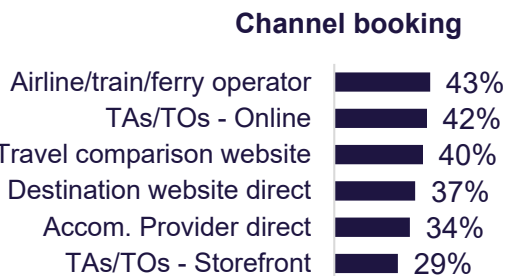 Channel booking
Airline/train/ferry operator 43%
TAs/TOs - Online 42%
Travel comparison website 40%
Destination website direct 37%
Accom. Provider direct 34%
TAs/TOs - Storefront 29%